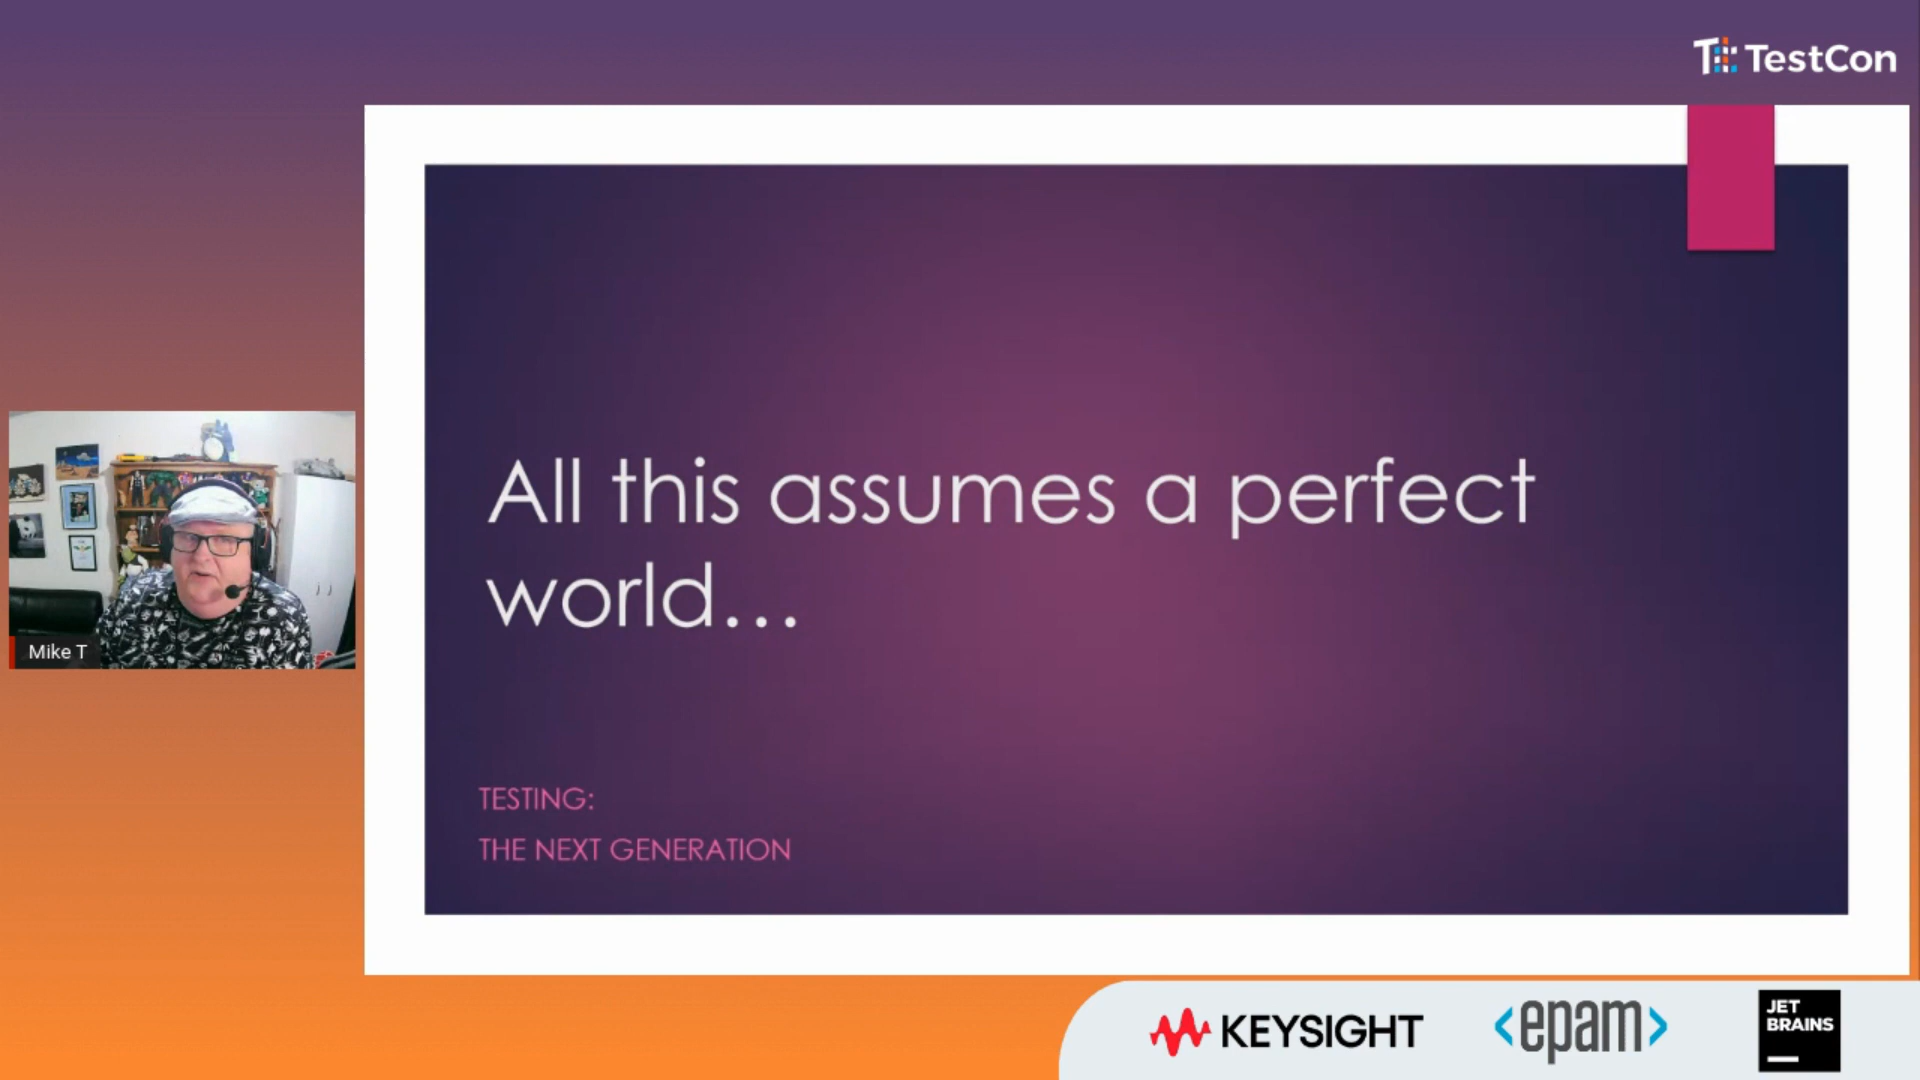 TestCon
All this assumes a perfect
world...
TESTING:
THE NEXT GENERATION
Mike T
KEYSIGHT
<epam>
JET
BRAINS